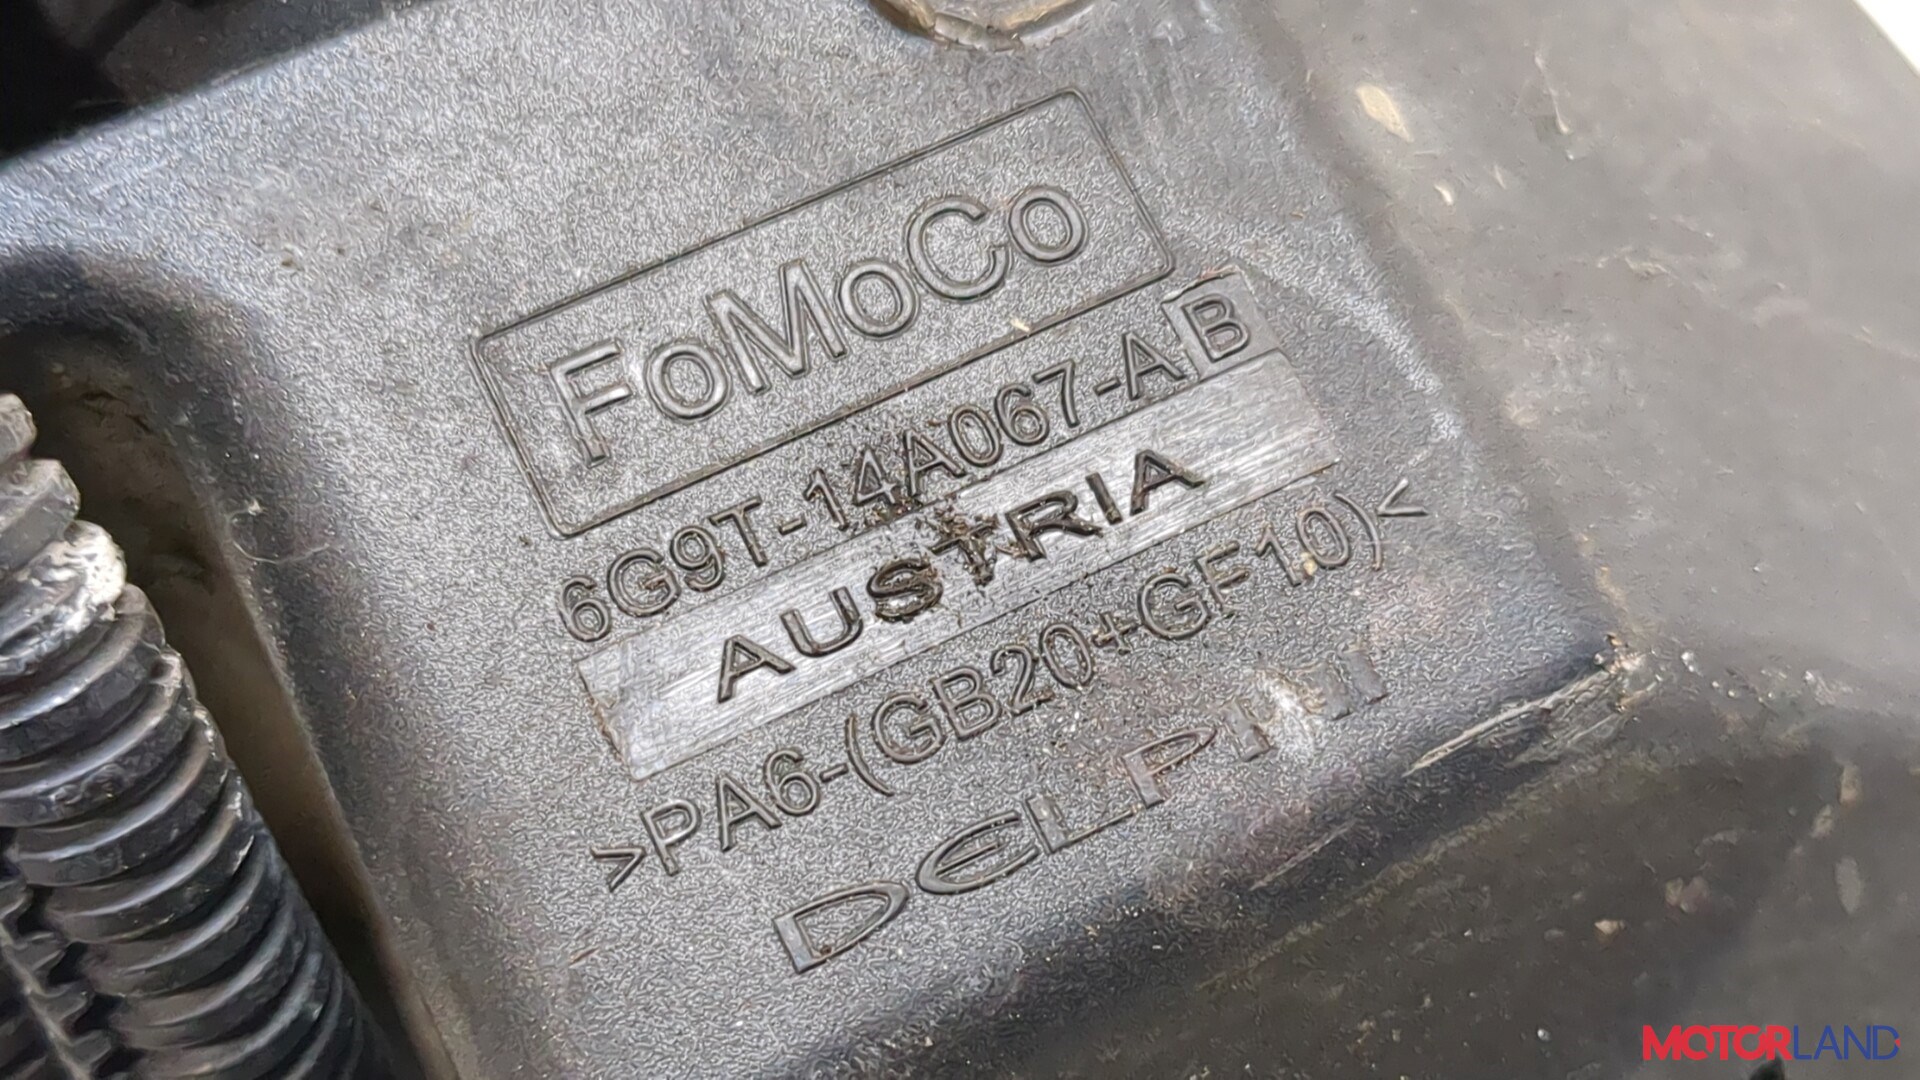 FoMoCo
6G9T-14A067-AB
AUSTRIA
>PA6-(GB20+GF10)<
DELPHI
MOTORLAND